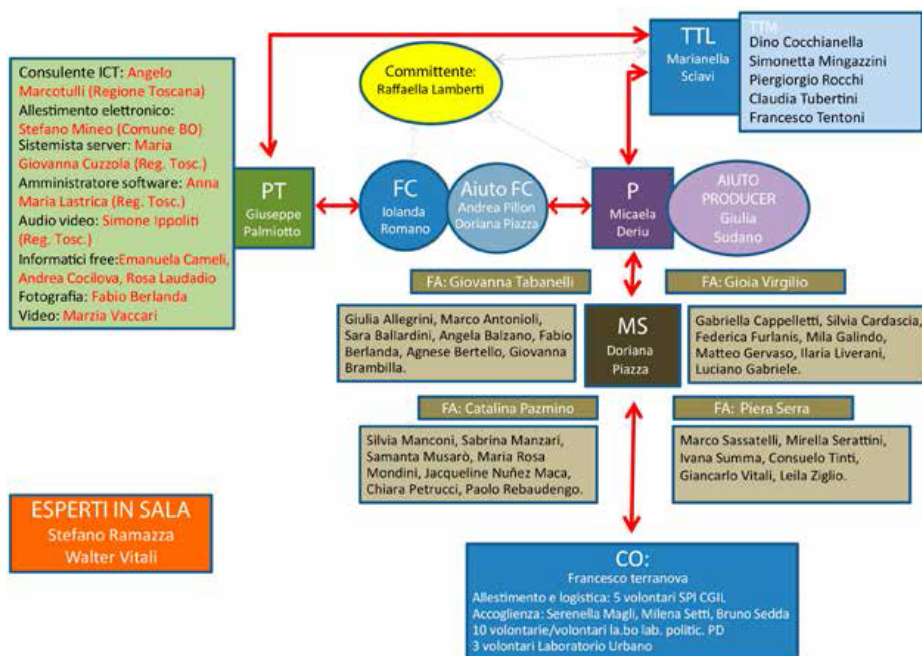 TTL
Marianella
Sclavi
TTM:
Dino Cocchianella
Simonetta Mingazzini
Piergiorgio Rocchi
Claudia Tubertini
Francesco Tentoni
Committente:
Raffaella Lamberti
Consulente ICT: Angelo
Marcotulli (Regione Toscana)
Allestimento elettronico:
Stefano Mineo (Comune BO)
Sistemista server: Maria
Giovanna Cuzzola (Reg. Tosc.)
Amministratore software: Anna
Maria Lastrica (Reg. Tosc.)
Audio video: Simone Ippoliti
(Reg. Tosc.)
Informatici free:Emanuela Cameli,
Andrea Cocilova, Rosa Laudadio
Fotografia: Fabio Berlanda
Video: Marzia Vaccari
PT
Giuseppe
Palmiotto
FC
Iolanda
Romano
Aiuto FC
Andrea Pillon
Doriana Piazza
P
Micaela
Deriu
AIUTO
PRODUCER
Giulia
Sudano
FA: Giovanna Tabanelli
FA: Gioia Virgilio
Giulia Allegrini, Marco Antonioli,
Sara Baliardini, Angela Balzano, Fabio
Berlanda, Agnese Bertello, Giovanna
Brambilla.
MS
Doriana
Piazza
Gabriella Cappelletti, Silvia Cardascia,
Federica Furlanis, Mila Galindo,
Matteo Gervaso, Ilaria Liverani,
Luciano Gabriele.
FA: Catalina Pazmino
FA: Piera Serra
Silvia Manconi, Sabrina Manzari,
Samanta Musarò, Maria Rosa
Mondini, Jacqueline Nuñez Maca,
Chiara Petrucci, Paolo Rebaudengo.
Marco Sassatelli, Mirella Serattini,
Ivana Summa, Consuelo Tinti,
Giancarlo Vitali, Leila Ziglio.
ESPERTI IN SALA
Stefano Ramazza
Walter Vitali
CO:
Francesco terranova
Allestimento e logistica: 5 volontari SPI CGIL
Accoglienza: Serenella Magli, Milena Setti, Bruno Sedda
10 volontarie/volontari la.bo lab. politic. PD
3 volontari Laboratorio Urbano